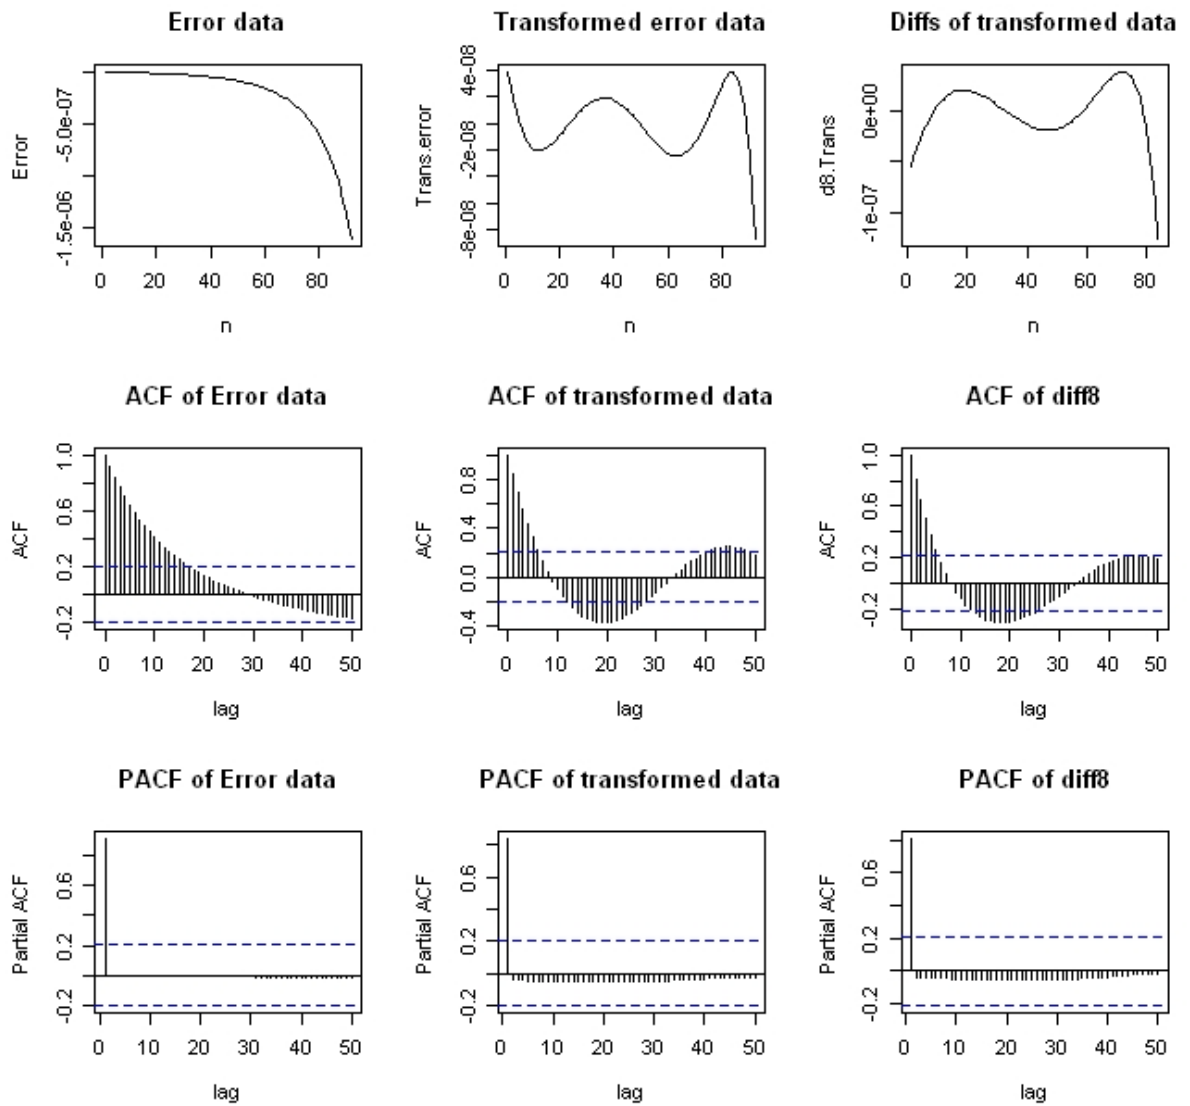 Error data
Transformed error data
Diffs of transformed data
Error
-5.0e-07
-1.5e-06
0 20 40 60 80
n
Trans.error
4e-08
-2e-08
-8e-08
0 20 40 60 80
n
d8.Trans
0e+00
-1e-07
0 20 40 60 80
n
ACF of Error data
ACF of transformed data
ACF of diff8
ACF
1.0
0.6
0.2
-0.2
0 10 20 30 40 50
lag
ACF
0.8
0.4
0.0
-0.4
0 10 20 30 40 50
lag
ACF
1.0
0.6
0.2
-0.2
0 10 20 30 40 50
lag
PACF of Error data
PACF of transformed data
PACF of diff8
Partial ACF
0.6
0.2
-0.2
0 10 20 30 40 50
lag
Partial ACF
0.6
0.2
-0.2
0 10 20 30 40 50
lag
Partial ACF
0.6
0.2
-0.2
0 10 20 30 40 50
lag